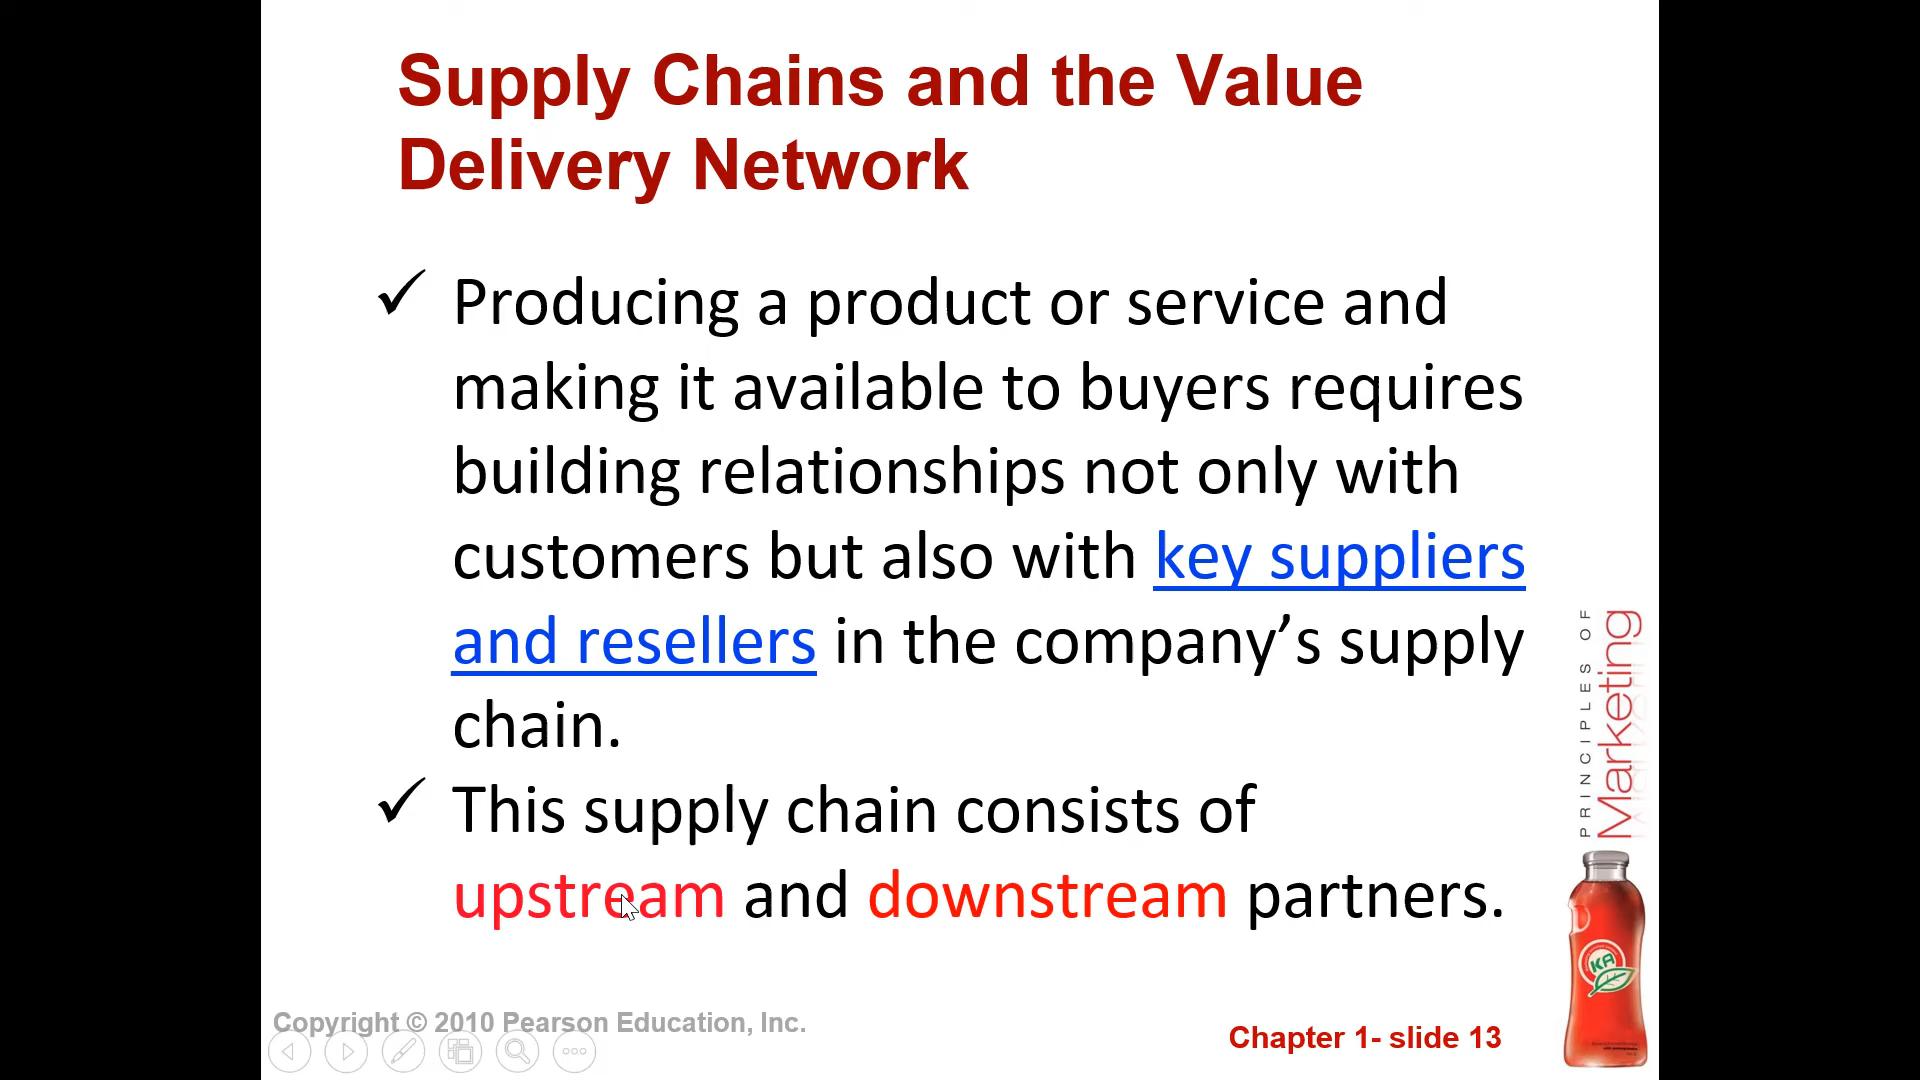 Supply Chains and the Value
Delivery Network
✓ Producing a product or service and
making it available to buyers requires
building relationships not only with
customers but also with key suppliers
and resellers in the company’s supply
chain.
✓ This supply chain consists of
upstream and downstream partners.
PRINCIPLES OF
Marketing
KA
Copyright © 2010 Pearson Education, Inc.
Chapter 1- slide 13